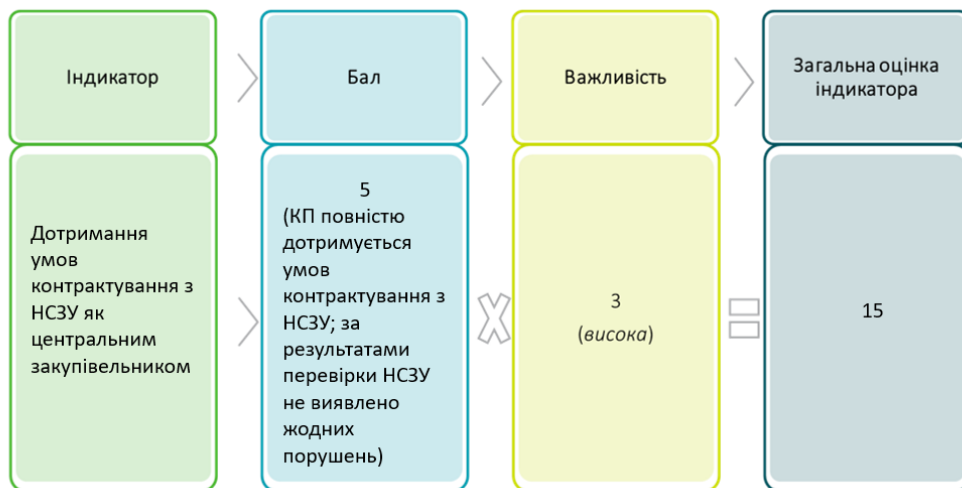 Індикатор
Бал
Важливість
Загальна оцінка
індикатора
Дотримання
умов
контрактування з
НСЗУ як
центральним
закупівельником
5
(КП повністю
дотримується
умов
контрактування з
НСЗУ; за
результатами
перевірки НСЗУ
не виявлено
жодних
порушень)
3
(висока)
15